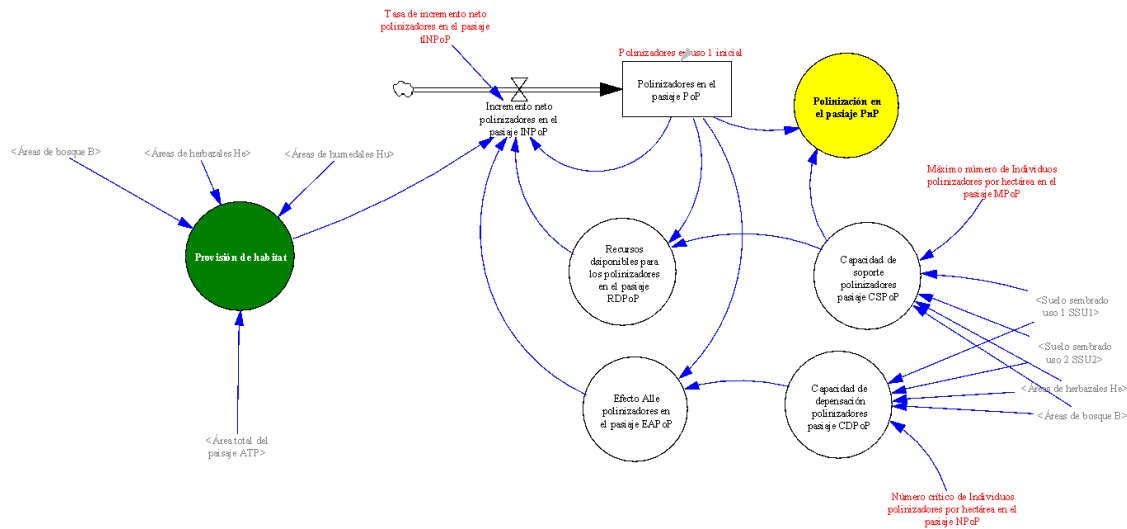 Tasa de incremento neto
polinizadores en el pasiaje
tINPoP
Polinizadores en uso 1 inicial
Polinizadores en el
pasiaje PoP
Polinización en
el pasiaje PnP
Incremento neto
polinizadores en el
pasiaje INPoP
<Áreas de bosque B>
<Áreas de herbazales He>
<Áreas de humedales Hu>
Máximo número de Individuos
polinizadores por hectárea en el
pasiaje MPoP
Provisión de habitat
Recursos
dsiponibles para
los polinizadores
en el pasiaje
RDPoP
Capacidad de
soporte
polinizadores
pasiaje CSPoP
<Suelo sembrado
uso 1 SSU1>
<Suelo sembrado
uso 2 SSU2>
<Áreas de herbazales He>
<Áreas de bosque B>
Efecto Alle
polinizadores en
el pasiaje EAPoP
Capacidad de
depensación
polinizadores
pasiaje CDPoP
<Área total del
paisaje ATP>
Número crítico de Individuos
polinizadores por hectárea en el
pasiaje NPoP